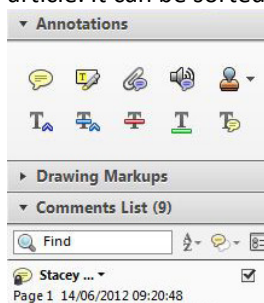 article. It can be sorted
Annotations
Drawing Markups
Comments List (9)
Find
Stacey ...
Page 1 14/06/2012 09:20:48